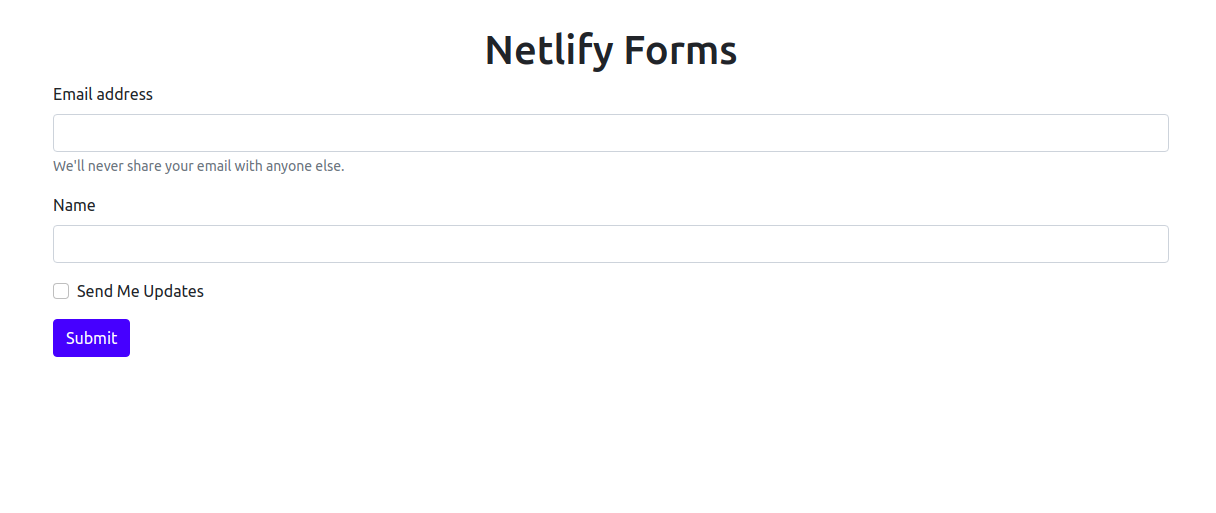 Netlify Forms
Email address
We'll never share your email with anyone else.
Name
Send Me Updates
Submit